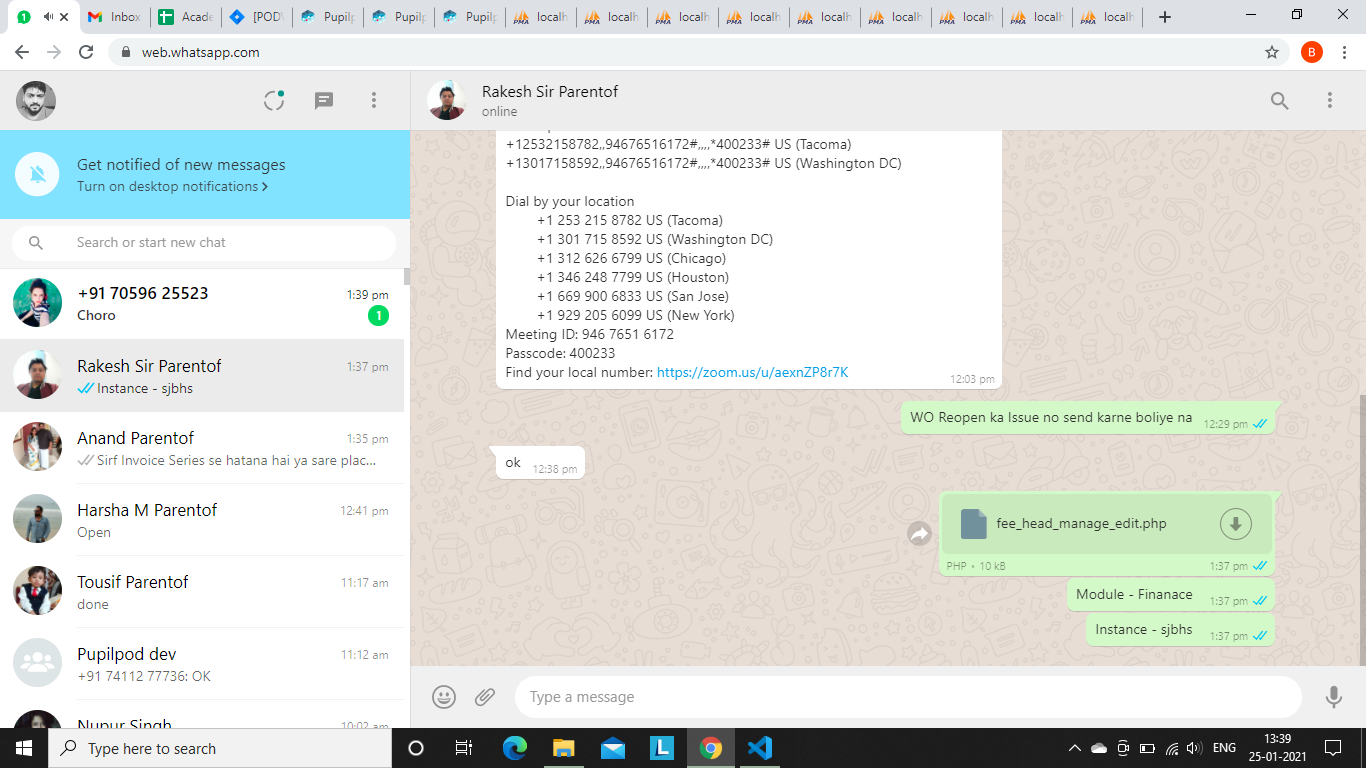 1
Inbox
Acade
[POD
Pupilp
Pupilp
Pupilp
localh
localh
localh
localh
localh
localh
localh
localh
localh
web.whatsapp.com
B
Rakesh Sir Parentof
online
Get notified of new messages
Turn on desktop notifications >
Search or start new chat
+91 70596 25523
1:39 pm
Choro
1
Rakesh Sir Parentof
1:37 pm
Instance - sjbhs
Anand Parentof
1:35 pm
Sirf Invoice Series se hatana hai ya sare plac...
Harsha M Parentof
12:41 pm
Open
Tousif Parentof
11:17 am
done
Pupilpod dev
11:12 am
+91 74112 77736: OK
Nupur Singh
10:02 am
+12532158782,,94676516172#,,,,*400233# US (Tacoma)
+13017158592,,94676516172#,,,,*400233# US (Washington DC)
Dial by your location
+1 253 215 8782 US (Tacoma)
+1 301 715 8592 US (Washington DC)
+1 312 626 6799 US (Chicago)
+1 346 248 7799 US (Houston)
+1 669 900 6833 US (San Jose)
+1 929 205 6099 US (New York)
Meeting ID: 946 7651 6172
Passcode: 400233
Find your local number: https://zoom.us/u/aexnZP8r7K
12:03 pm
WO Reopen ka Issue no send karne boliye na
12:29 pm
ok
12:38 pm
fee_head_manage_edit.php
PHP • 10 kB
1:37 pm
Module - Finanace
1:37 pm
Instance - sjbhs
1:37 pm
Type a message
Type here to search
L
ENG
13:39
25-01-2021